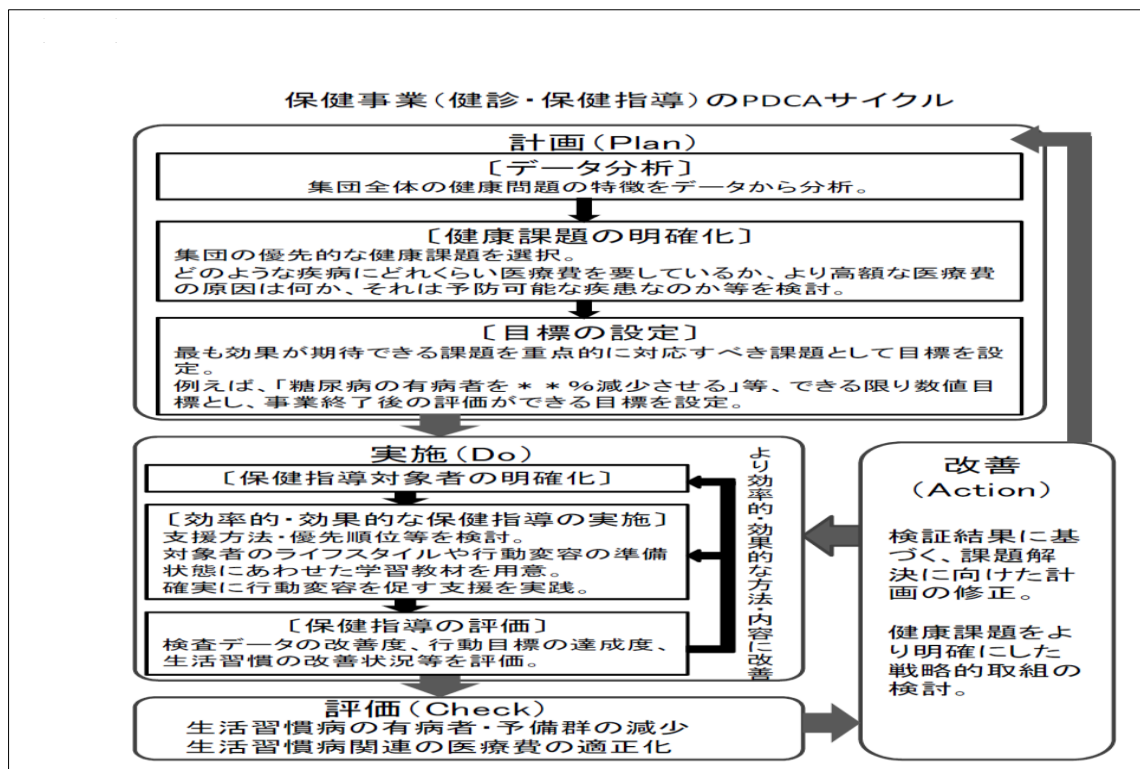 保健事業(健診・保健指導)のPDCAサイクル
計画(Plan)
[データ分析]
集団全体の健康問題の特徴をデータから分析。
[健康課題の明確化]
集団の優先的な健康課題を選択。
どのような疾病にどれくらい医療費を要しているか、より高額な医療費
の原因は何か、それは予防可能な疾患なのか等を検討。
[目標の設定]
最も効果が期待できる課題を重点的に対応すべき課題として目標を設
定。
例えば、「糖尿病の有病者を**%減少させる」等、できる限り数値目
標とし、事業終了後の評価ができる目標を設定。
実施(Do)
[保健指導対象者の明確化]
[効率的・効果的な保健指導の実施]
支援方法・優先順位等を検討。
対象者のライフスタイルや行動変容の準備
状態にあわせた学習教材を用意。
確実に行動変容を促す支援を実践。
[保健指導の評価]
検査データの改善度、行動目標の達成度、
生活習慣の改善状況等を評価。
より効率的・効果的な方法・内容に改善
評価(Check)
生活習慣病の有病者・予備群の減少
生活習慣病関連の医療費の適正化
改善
(Action)
検証結果に基
づく、課題解
決に向けた計
画の修正。
健康課題をよ
り明確にした
戦略的取組の
検討。